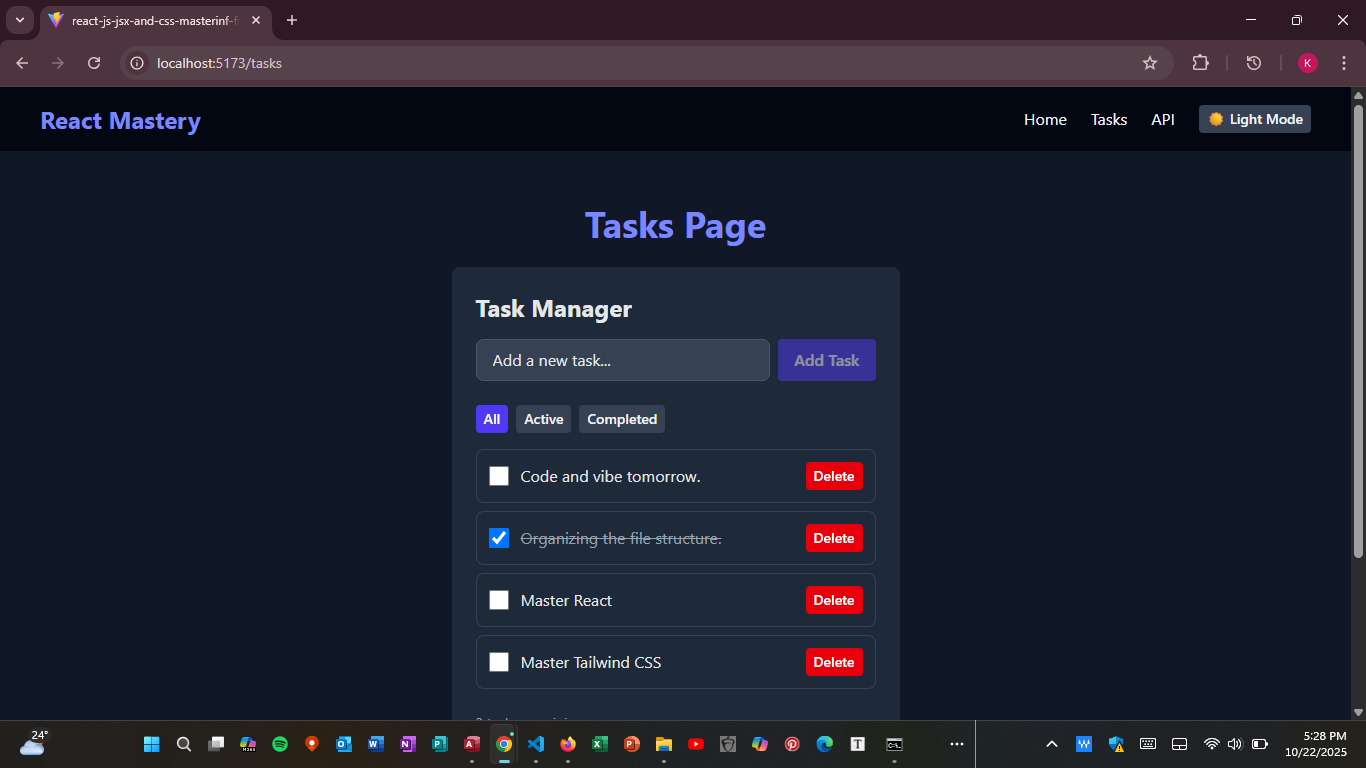 react-js-jsx-and-css-masterinf-f
localhost:5173/tasks
K
React Mastery
Home Tasks API Light Mode
Tasks Page
Task Manager
Add a new task... Add Task
All Active Completed
Code and vibe tomorrow. Delete
Organizing the file structure. Delete
Master React Delete
Master Tailwind CSS Delete
24°
5:28 PM
10/22/2025